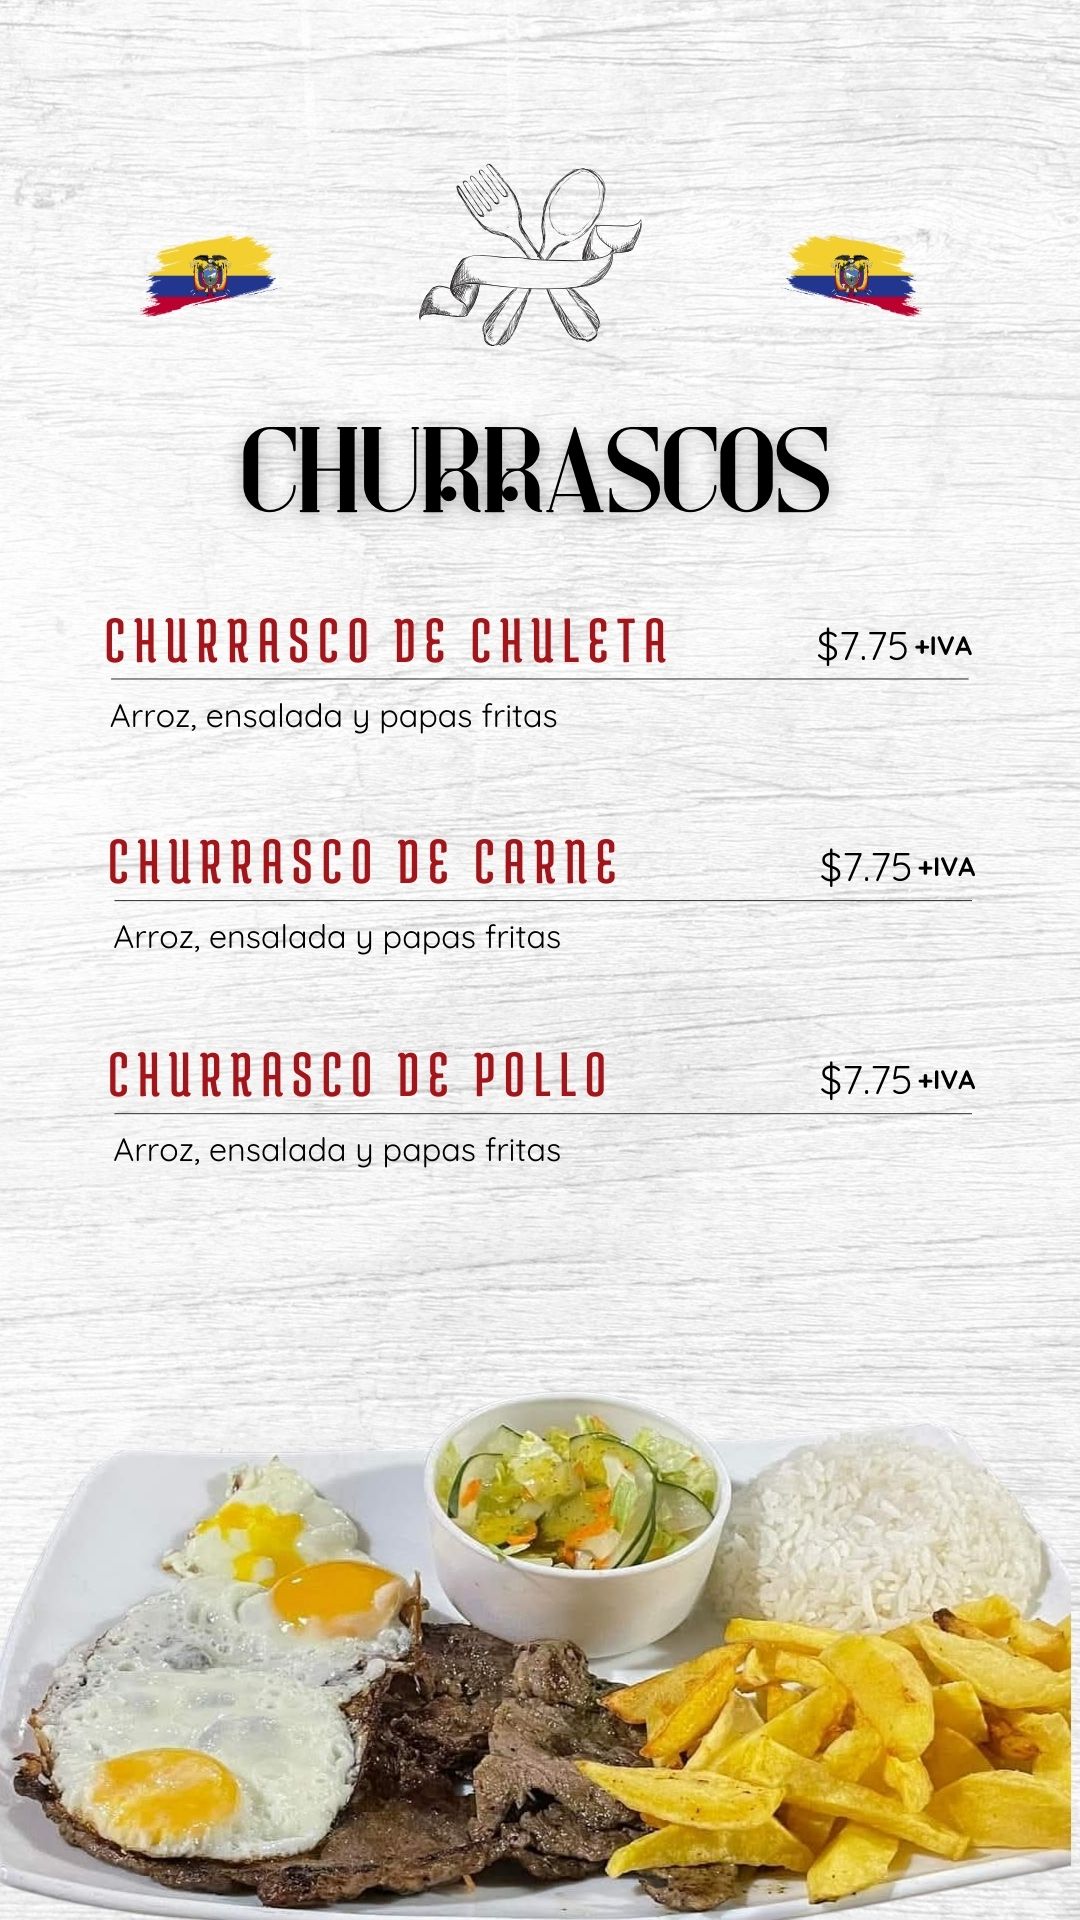 CHURRASCOS
CHURRASCO DE CHULETA $7.75 +IVA
Arroz, ensalada y papas fritas
CHURRASCO DE CARNE $7.75 +IVA
Arroz, ensalada y papas fritas
CHURRASCO DE POLLO $7.75 +IVA
Arroz, ensalada y papas fritas